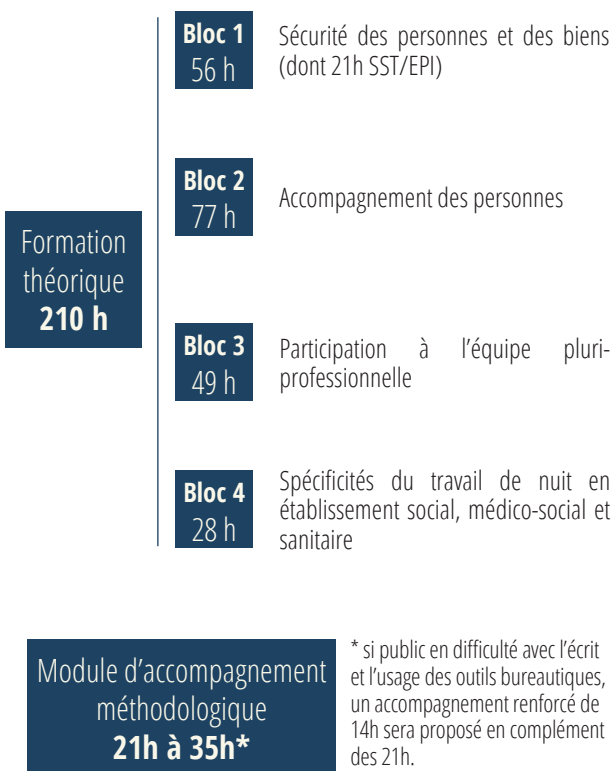 Bloc 1
56 h
Sécurité des personnes et des biens
(dont 21h SST/EPI)
Bloc 2
77 h
Accompagnement des personnes
Formation
théorique
210 h
Bloc 3
49 h
Participation à l’équipe pluri-
professionnelle
Bloc 4
28 h
Spécificités du travail de nuit en
établissement social, médico-social et
sanitaire
Module d’accompagnement
méthodologique
21h à 35h*
* si public en difficulté avec l’écrit
et l’usage des outils bureautiques,
un accompagnement renforcé de
14h sera proposé en complément
des 21h.